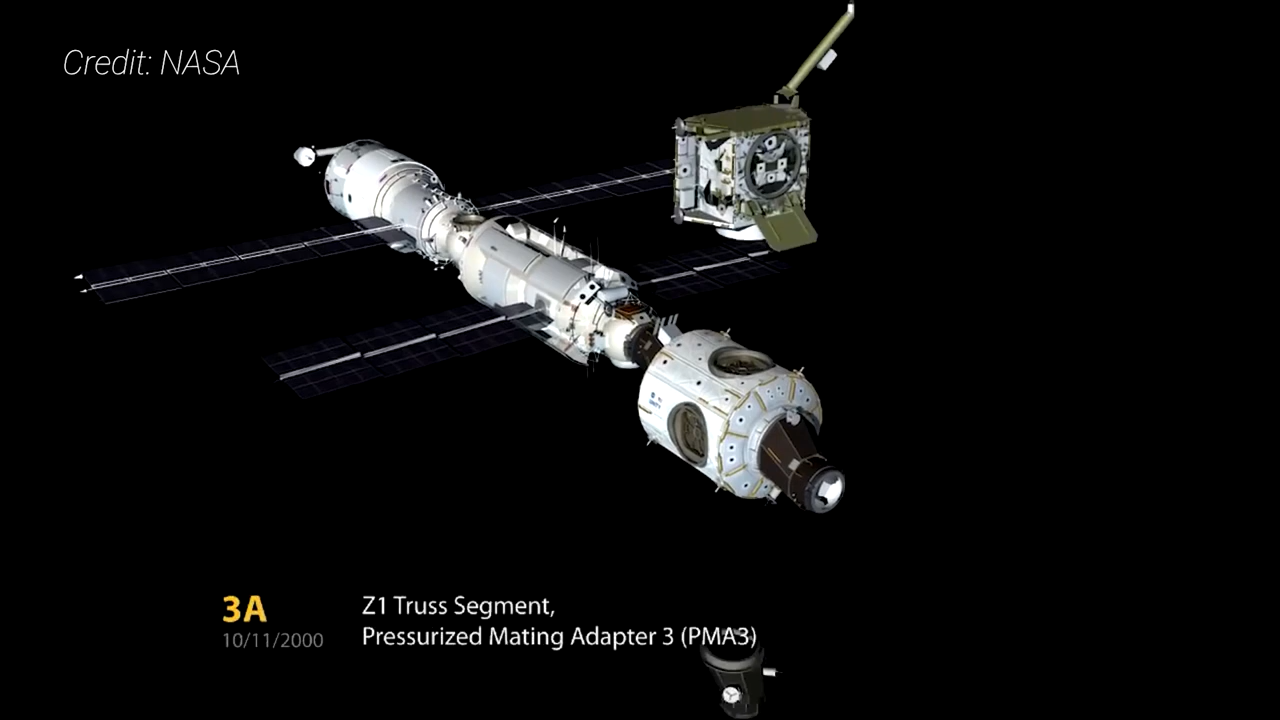 Credit: NASA
3A
10/11/2000
Z1 Truss Segment,
Pressurized Mating Adapter 3 (PMA3)